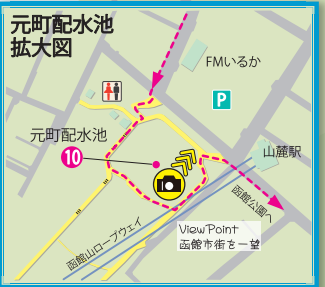 元町配水池
拡大図
FMいるか
P
元町配水池
10
山麓駅
函館公園へ
函館山ロープウェイ
ViewPoint
函館市街を一望